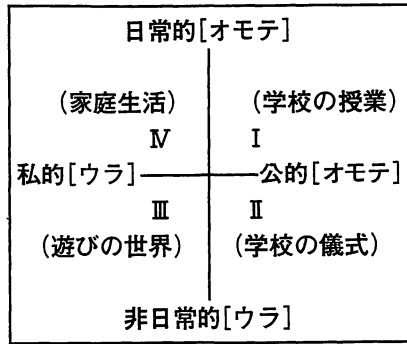 日常的[オモテ]
(家庭生活) (学校の授業)
Ⅳ Ⅰ
私的[ウラ] 公的[オモテ]
Ⅲ Ⅱ
(遊びの世界) (学校の儀式)
非日常的[ウラ]